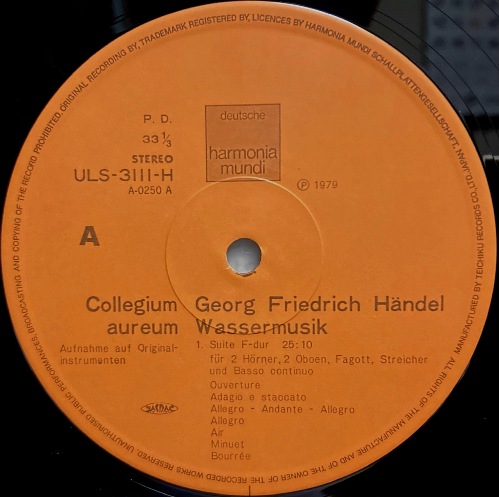 ORIGINAL RECORDING BY, TRADEMARK REGISTERED BY, LICENCES BY HARMONIA MUNDI SCHALLPLATTENGESELLSCHAFT,
MANUFACTURED BY TEICHIKU RECORDS CO., LTD. JAPAN.
ALL RIGHTS OF THE MANUFACTURE AND OF THE OWNER OF THE RECORDED WORKS RESERVED. UNAUTHORISED PUBLIC PERFORMANCES, BROADCASTING AND COPYING OF THE RECORD PROHIBITED.
P. D.
33 1/3
STEREO
ULS-3111-H
A-0250 A
deutsche
harmonia
mundi
Ⓟ 1979
A
Collegium
aureum
Aufnahme auf Original-
instrumenten
Georg Friedrich Händel
Wassermusik
1. Suite F-dur 25:10
für 2 Hörner, 2 Oboen, Fagott, Streicher
und Basso continuo
Ouverture
Adagio e staccato
Allegro - Andante - Allegro
Allegro
Air
Minuet
Bourrée